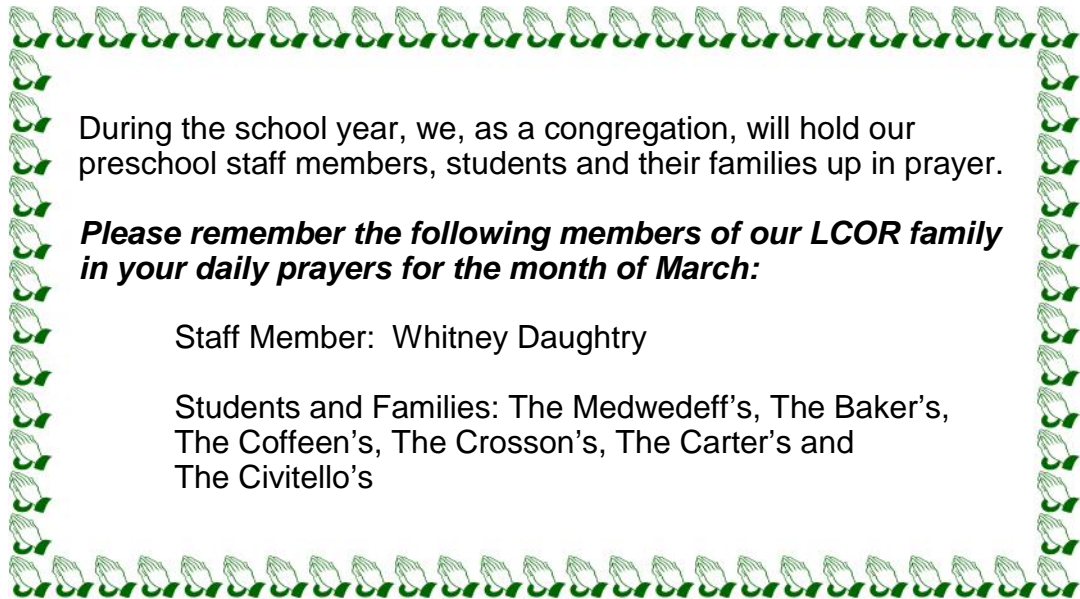 During the school year, we, as a congregation, will hold our
preschool staff members, students and their families up in prayer.
Please remember the following members of our LCOR family
in your daily prayers for the month of March:
Staff Member:  Whitney Daughtry
Students and Families: The Medwedeff’s, The Baker’s,
The Coffeen’s, The Crosson’s, The Carter’s and
The Civitello’s